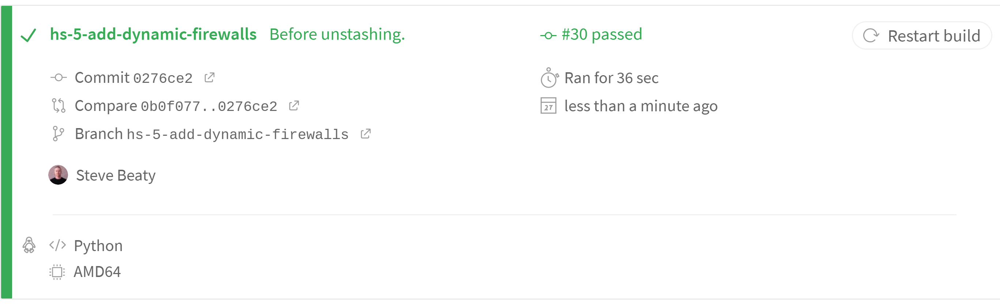 hs-5-add-dynamic-firewalls Before unstashing.
#30 passed
Restart build
Commit 0276ce2
Ran for 36 sec
Compare 0b0f077..0276ce2
27 less than a minute ago
Branch hs-5-add-dynamic-firewalls
Steve Beaty
</> Python
AMD64